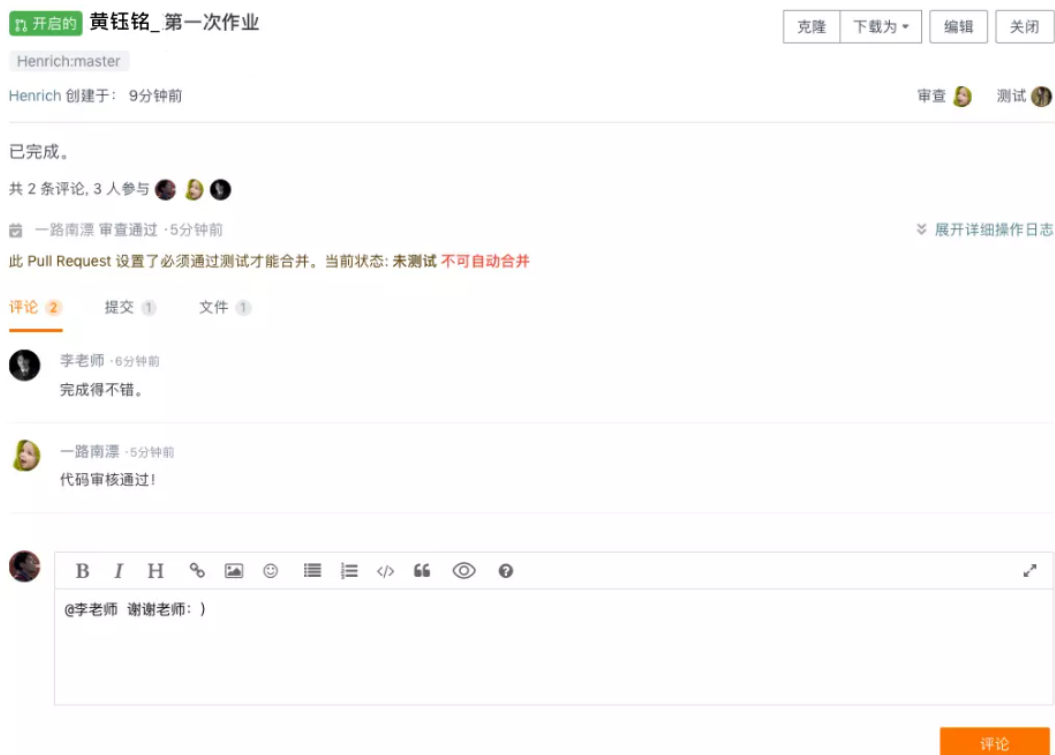 开启的 黄钰铭_第一次作业 克隆 下载为 编辑 关闭
Henrich:master
Henrich 创建于： 9分钟前 审查 测试
已完成。
共 2 条评论, 3 人参与
一路南漂 审查通过 ·5分钟前 展开详细操作日志
此 Pull Request 设置了必须通过测试才能合并。当前状态: 未测试 不可自动合并
评论 2 提交 1 文件 1
李老师 ·6分钟前
完成得不错。
一路南漂 ·5分钟前
代码审核通过!
B I H
@李老师 谢谢老师：)
评论